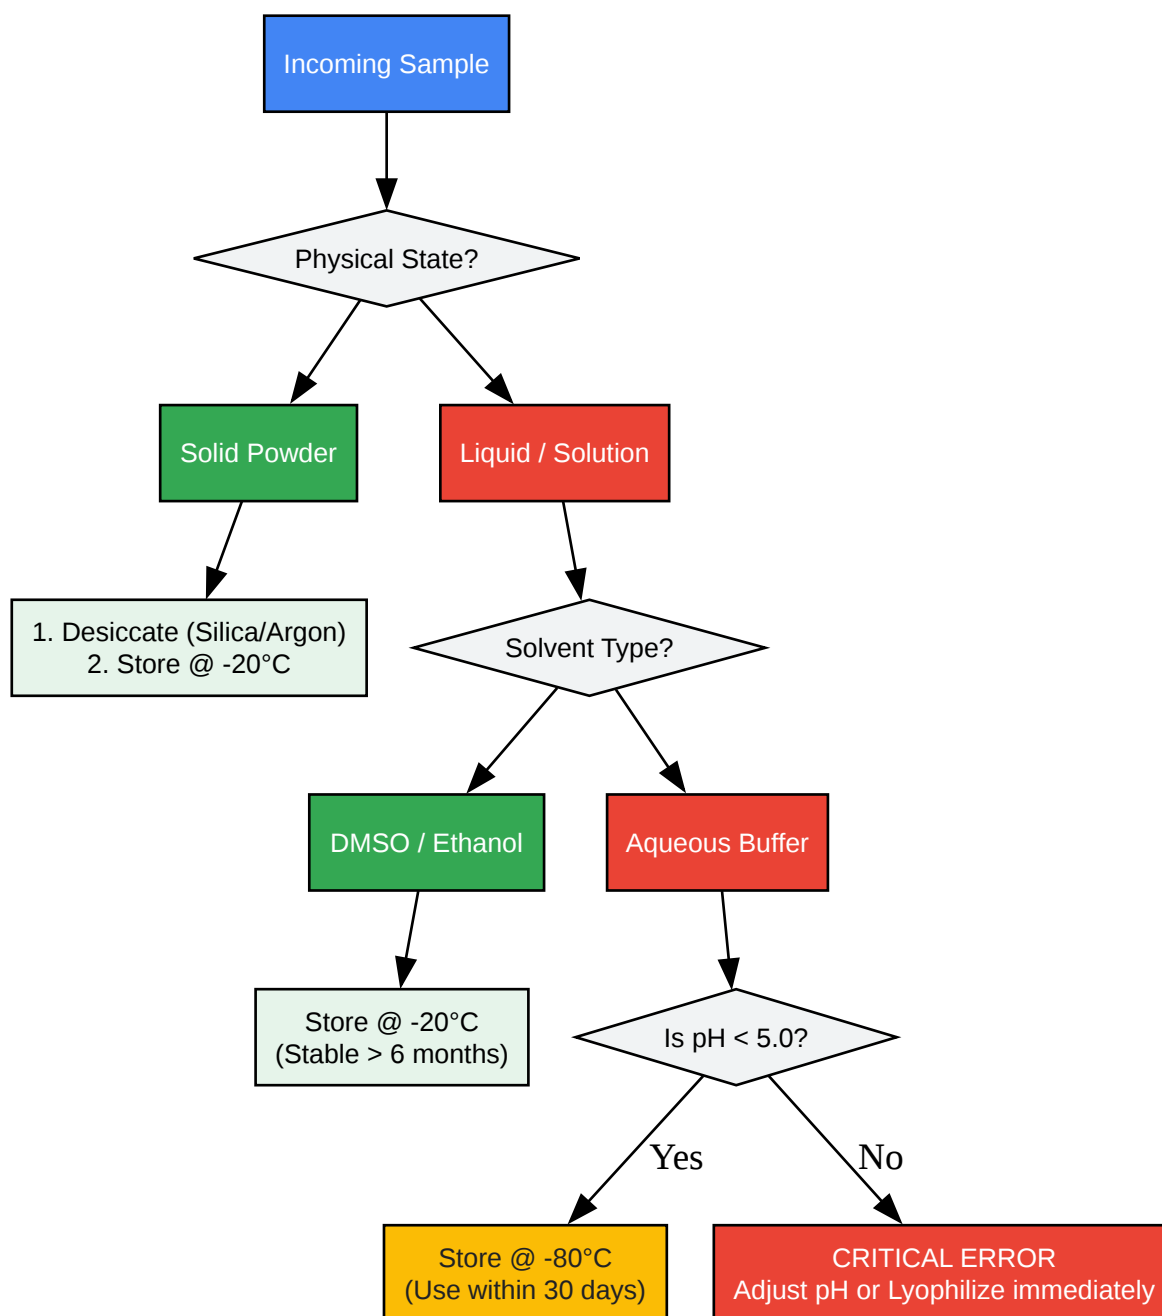 Incoming Sample
Physical State?
Solid Powder
Liquid / Solution
1. Desiccate (Silica/Argon)
2. Store @ -20°C
Solvent Type?
DMSO / Ethanol
Aqueous Buffer
Store @ -20°C
(Stable > 6 months)
Is pH < 5.0?
Yes
No
Store @ -80°C
(Use within 30 days)
CRITICAL ERROR
Adjust pH or Lyophilize immediately